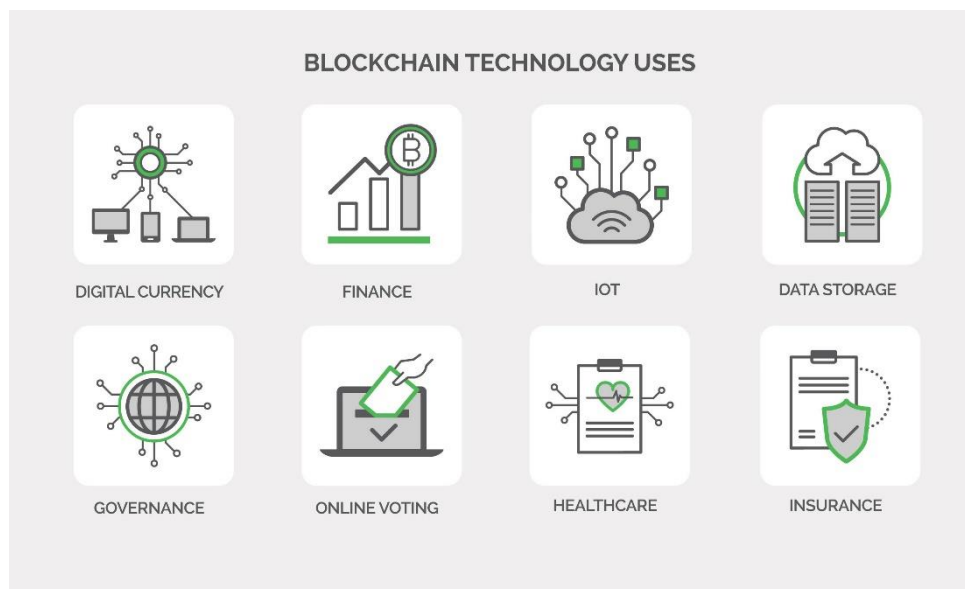 BLOCKCHAIN TECHNOLOGY USES
DIGITAL CURRENCY
FINANCE
IOT
DATA STORAGE
GOVERNANCE
ONLINE VOTING
HEALTHCARE
INSURANCE